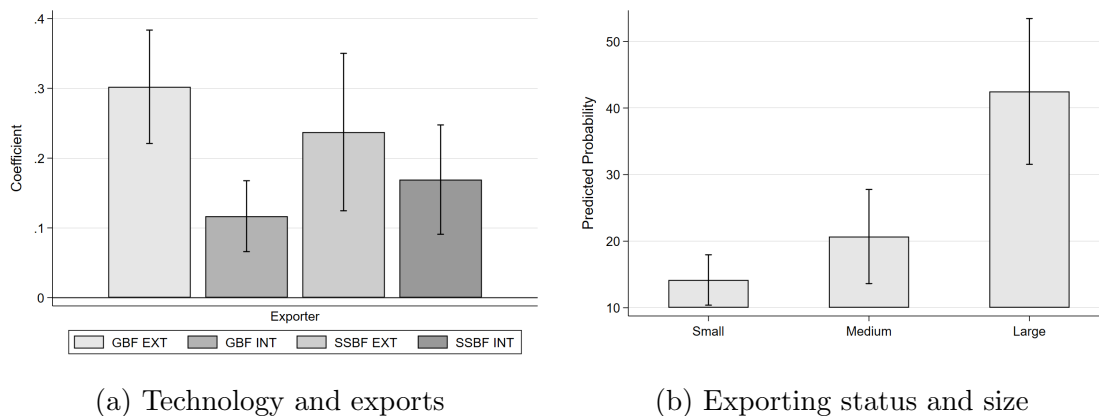 .4
.3
.2
.1
0
Coefficient
Exporter
GBF EXT GBF INT SSBF EXT SSBF INT
(a) Technology and exports
50
40
30
20
10
Predicted Probability
Small Medium Large
(b) Exporting status and size